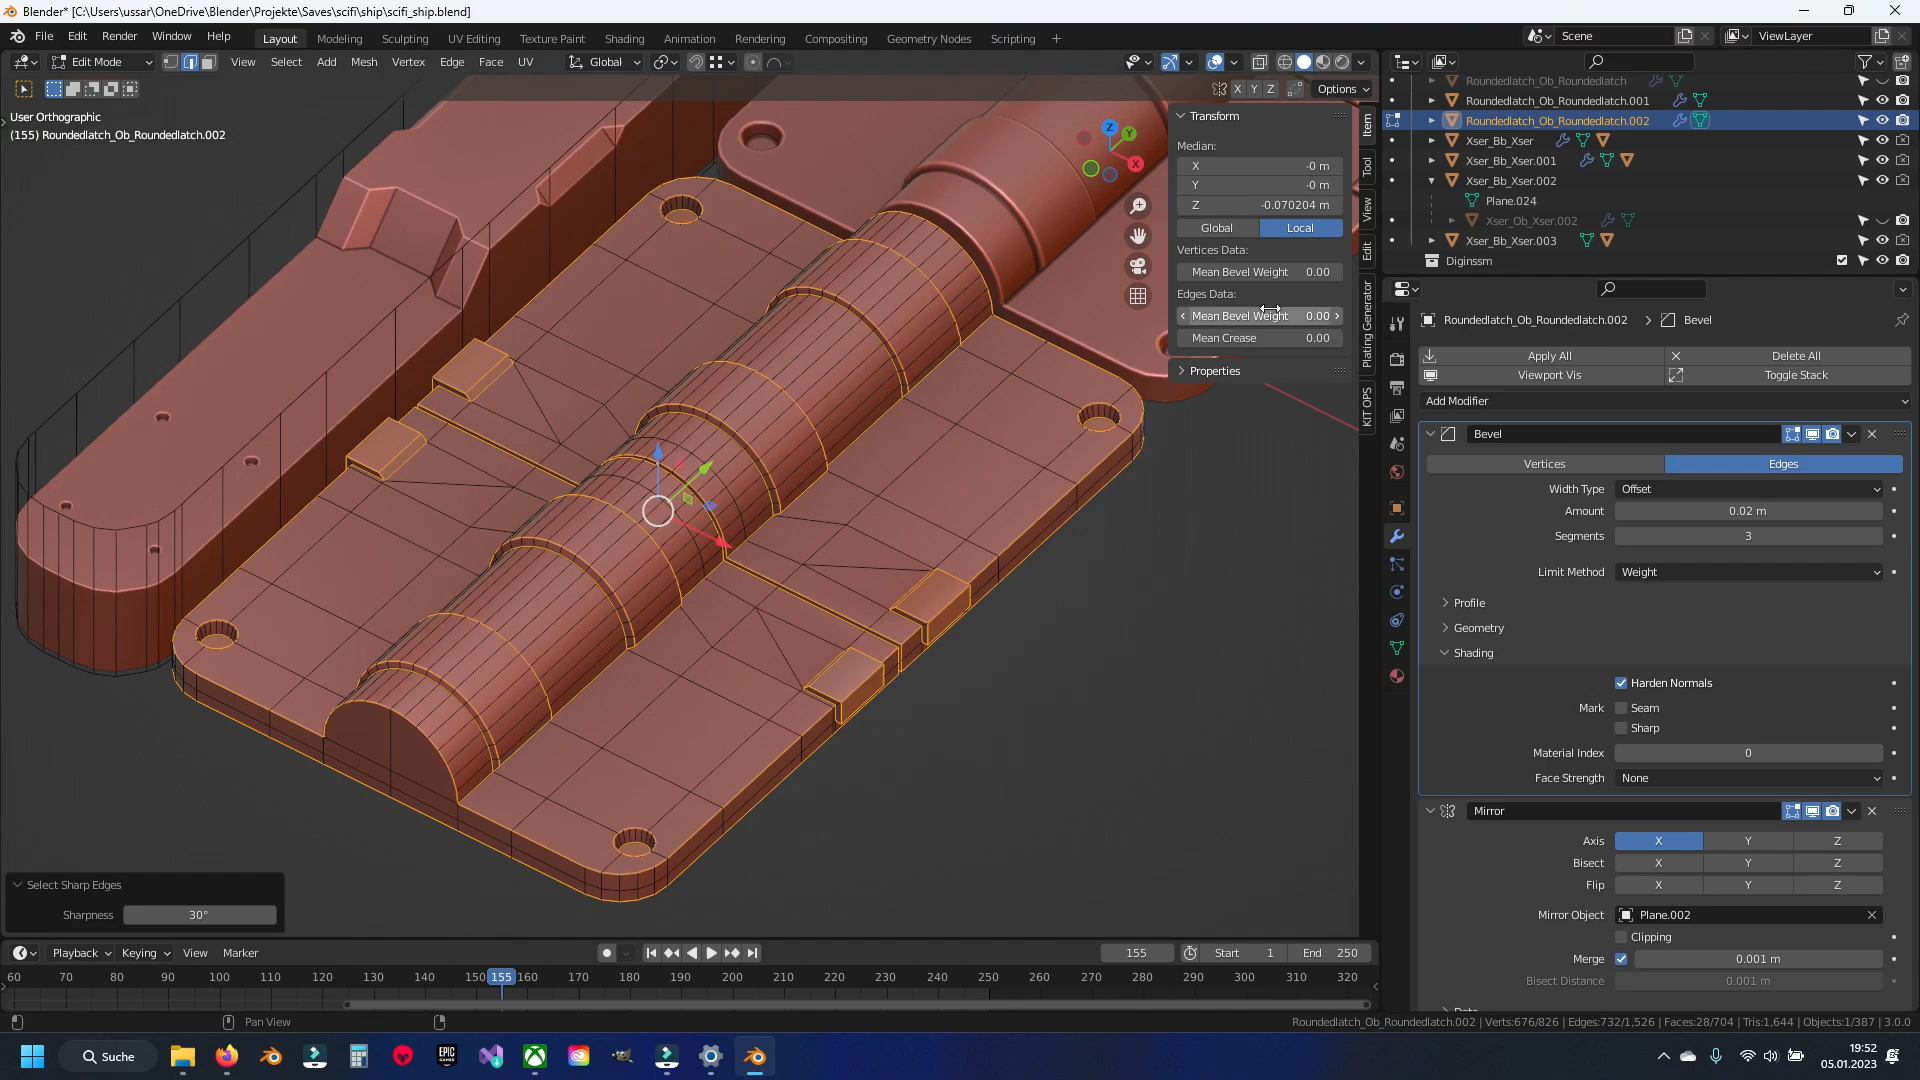 Blender* [C:\Users\ussar\OneDrive\Blender\Projekte\Saves\scifi\ship\scifi_ship.blend]
File Edit Render Window Help Layout Modeling Sculpting UV Editing Texture Paint Shading Animation Rendering Compositing Geometry Nodes Scripting + Scene ViewLayer
Edit Mode View Select Add Mesh Vertex Edge Face UV Global
X Y Z Options
User Orthographic
(155) Roundedlatch_Ob_Roundedlatch.002
Transform
Median:
X -0 m
Y -0 m
Z -0.070204 m
Global Local
Vertices Data:
Mean Bevel Weight 0.00
Edges Data:
Mean Bevel Weight 0.00
Mean Crease 0.00
Properties
Z Y X
Item
Tool
View
Edit
Plating Generator
KIT OPS
Roundedlatch_Ob_Roundedlatch
Roundedlatch_Ob_Roundedlatch.001
Roundedlatch_Ob_Roundedlatch.002
Xser_Bb_Xser
Xser_Bb_Xser.001
Xser_Bb_Xser.002
Plane.024
Xser_Ob_Xser.002
Xser_Bb_Xser.003
Diginssm
Roundedlatch_Ob_Roundedlatch.002 Bevel
Apply All Delete All
Viewport Vis Toggle Stack
Add Modifier
Bevel
Vertices Edges
Width Type Offset
Amount 0.02 m
Segments 3
Limit Method Weight
Profile
Geometry
Shading
Harden Normals
Mark Seam
Sharp
Material Index 0
Face Strength None
Mirror
Axis X Y Z
Bisect X Y Z
Flip X Y Z
Mirror Object Plane.002
Clipping
Merge 0.001 m
Bisect Distance 0.001 m
Data
Select Sharp Edges
Sharpness 30°
Playback Keying View Marker 155 Start 1 End 250
60 70 80 90 100 110 120 130 140 150 155 160 170 180 190 200 210 220 230 240 250 260 270 280 290 300 310 320
Pan View
Roundedlatch_Ob_Roundedlatch.002 | Verts:676/826 | Edges:732/1,526 | Faces:28/704 | Tris:1,644 | Objects:1/387 | 3.0.0
Suche
EPIC GAMES
19:52
05.01.2023